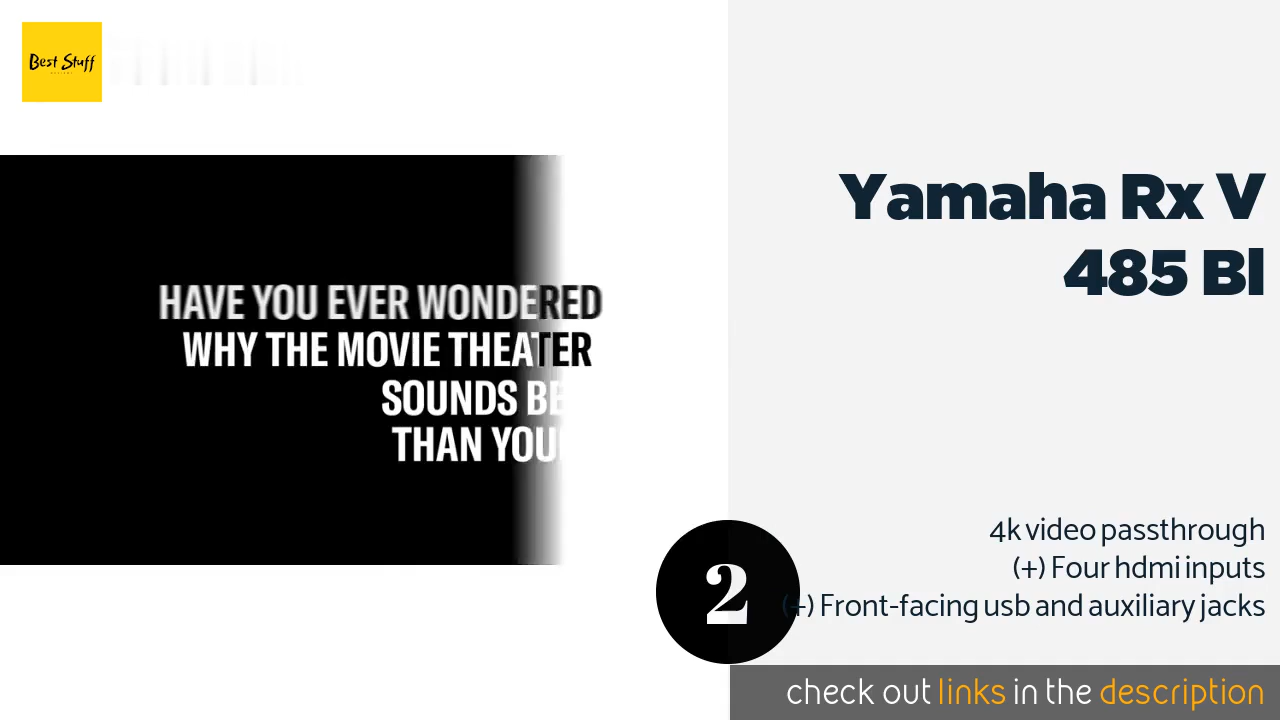 Best Stuff
HAVE YOU EVER WONDERED
WHY THE MOVIE THEATER
SOUNDS BE
THAN YOU
Yamaha Rx V
485 Bl
2
4k video passthrough
(+) Four hdmi inputs
(+) Front-facing usb and auxiliary jacks
check out links in the description